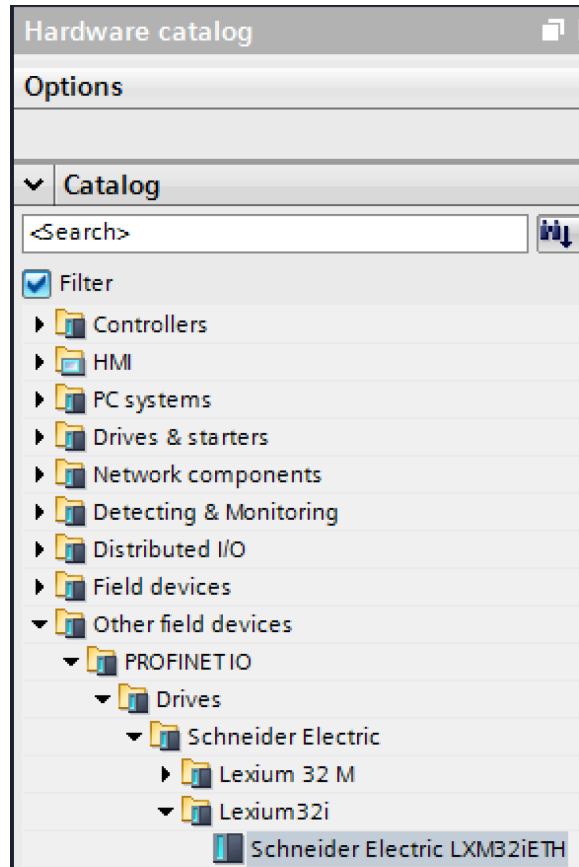 Hardware catalog
Options
Catalog
<Search>
Filter
Controllers
HMI
PC systems
Drives & starters
Network components
Detecting & Monitoring
Distributed I/O
Field devices
Other field devices
PROFINET IO
Drives
Schneider Electric
Lexium 32 M
Lexium32i
Schneider Electric LXM32iETH